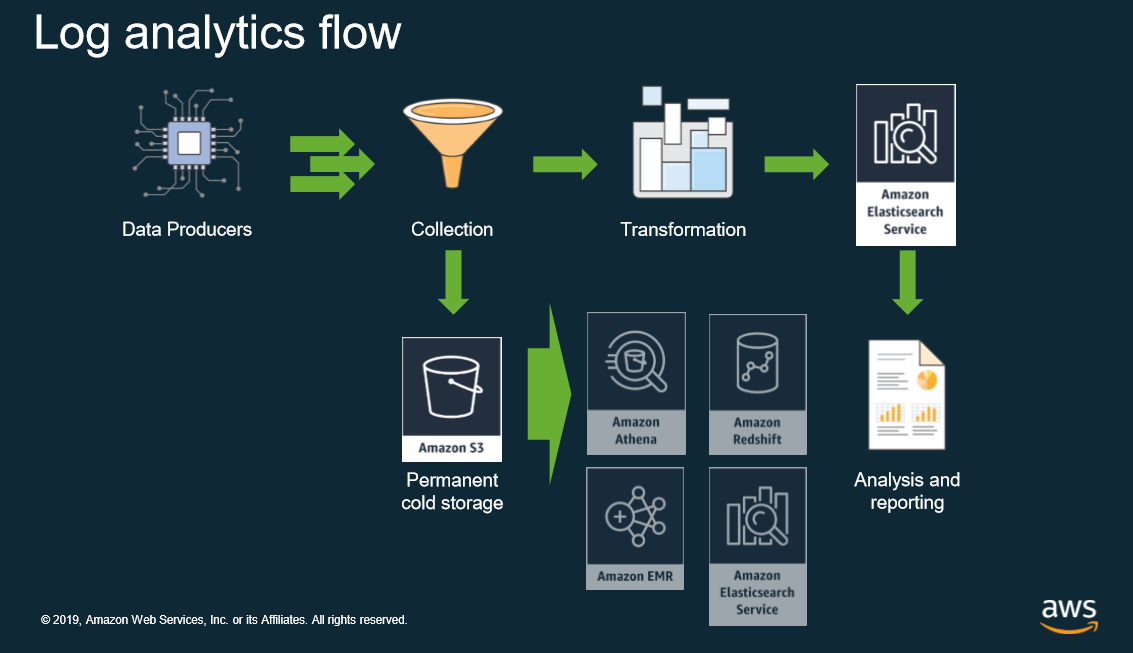 Log analytics flow
Data Producers
Collection
Transformation
Amazon
Elasticsearch
Service
Amazon S3
Permanent
cold storage
Amazon
Athena
Amazon
Redshift
Amazon EMR
Amazon
Elasticsearch
Service
Analysis and
reporting
© 2019, Amazon Web Services, Inc. or its Affiliates. All rights reserved.
aws